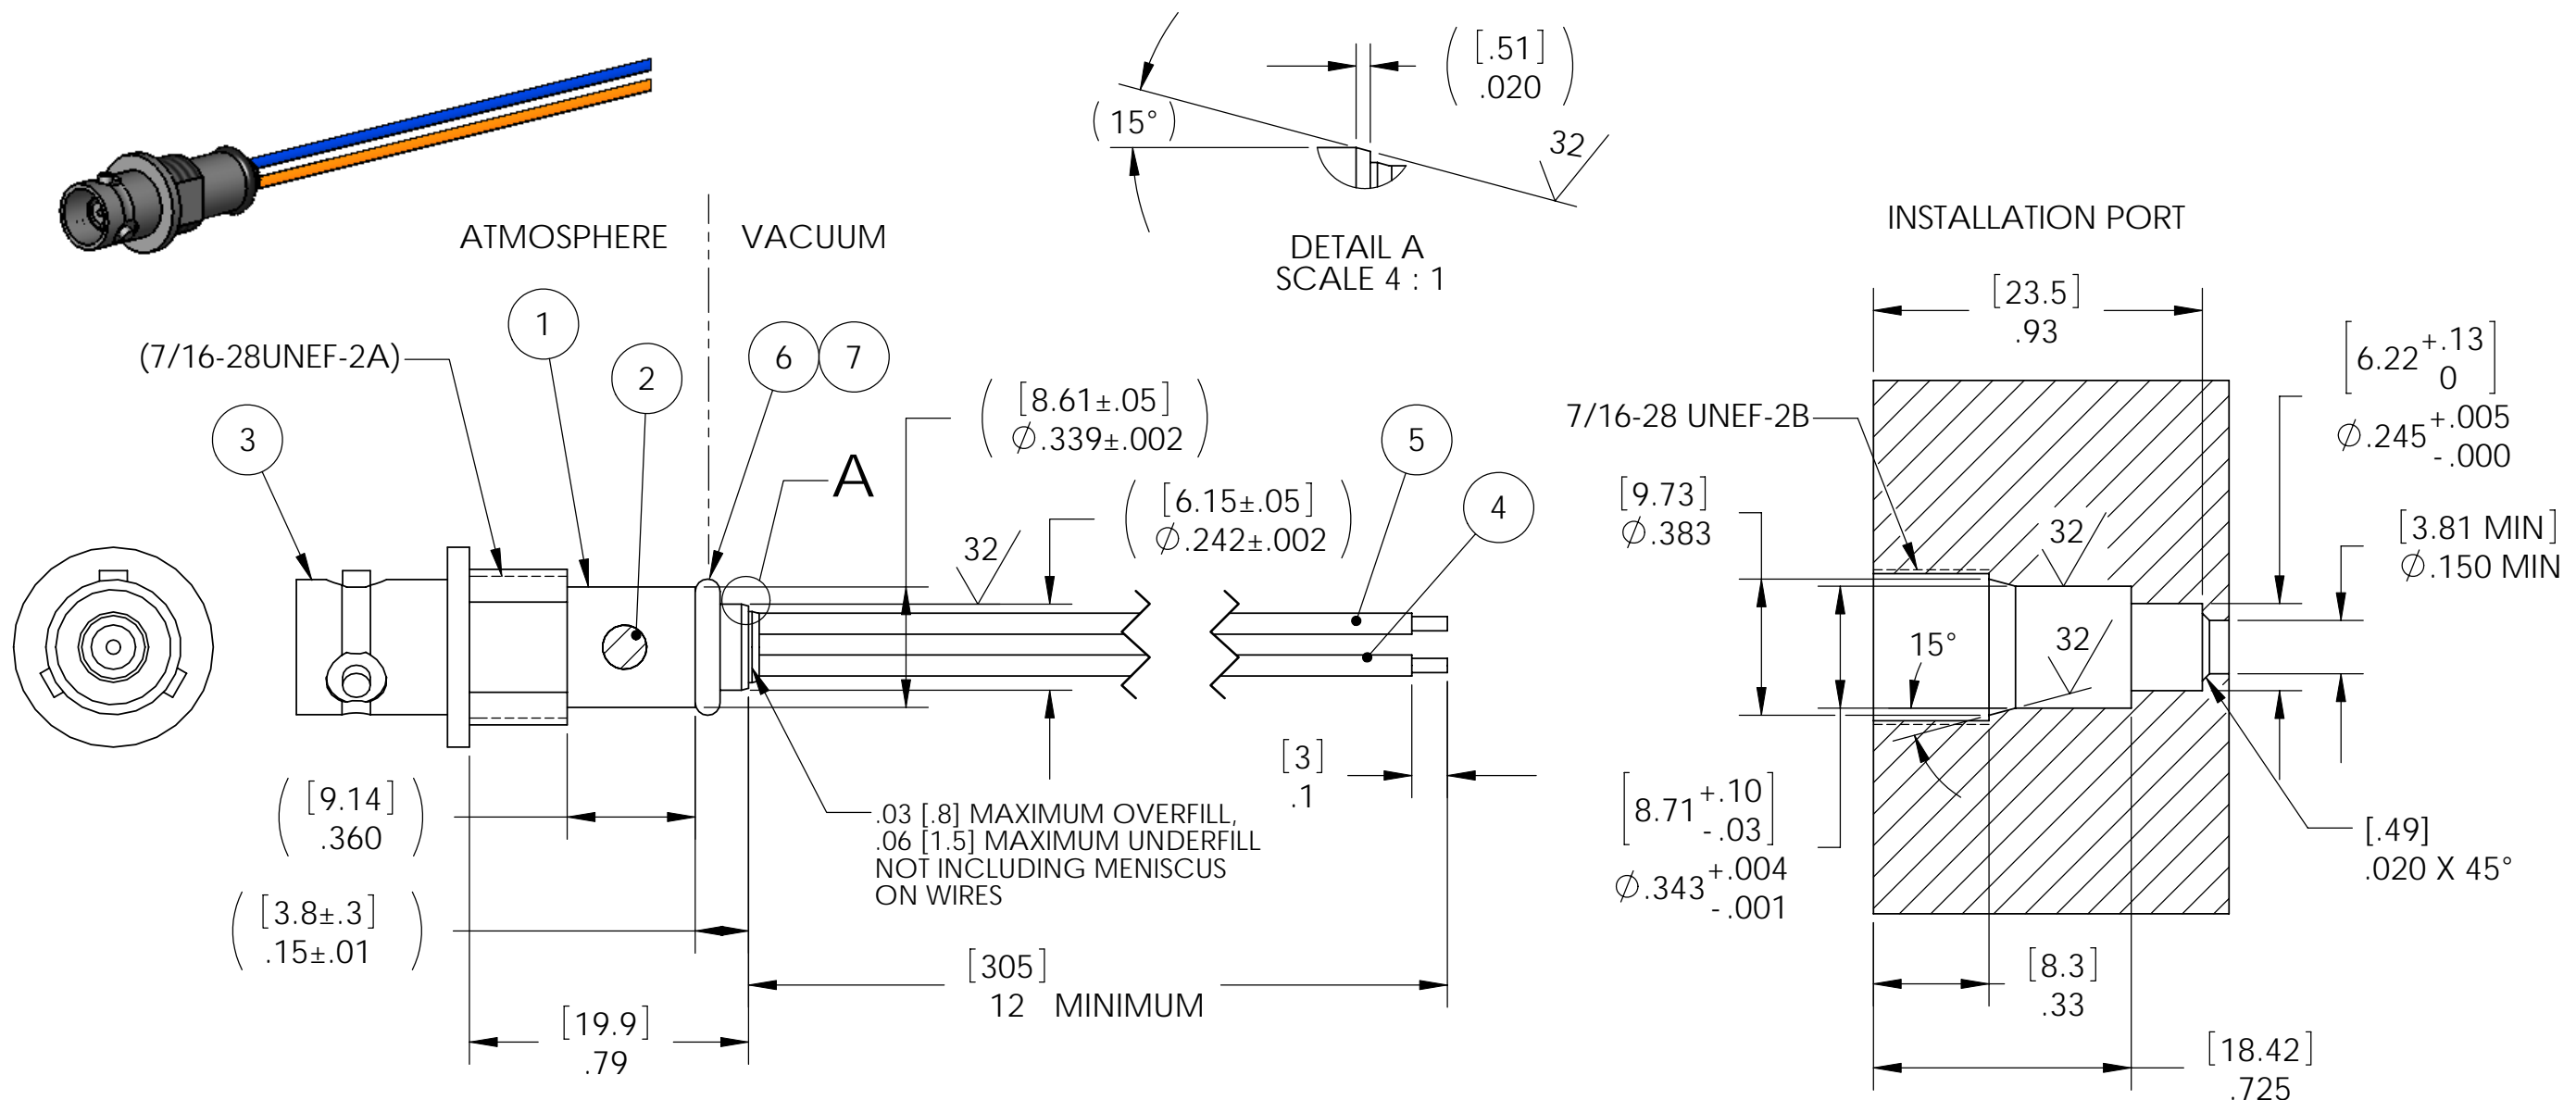 [.51]
.020
(15°)
32
DETAIL A
SCALE 4 : 1
INSTALLATION PORT
ATMOSPHERE
VACUUM
1
2
6
7
(7/16-28UNEF-2A)
3
A
[8.61±.05]
⌀.339±.002
[6.15±.05]
⌀.242±.002
5
4
32
[9.14]
.360
[3.8±.3]
.15±.01
[19.9]
.79
.03 [.8] MAXIMUM OVERFILL,
.06 [1.5] MAXIMUM UNDERFILL
NOT INCLUDING MENISCUS
ON WIRES
[305]
12 MINIMUM
[3]
.1
[23.5]
.93
7/16-28 UNEF-2B
[6.22 +.13 0]
⌀.245 +.005 -.000
[9.73]
⌀.383
[3.81 MIN]
⌀.150 MIN
32
32
15°
[8.71 +.10 -.03]
⌀.343 +.004 -.001
[.49]
.020 X 45°
[8.3]
.33
[18.42]
.725